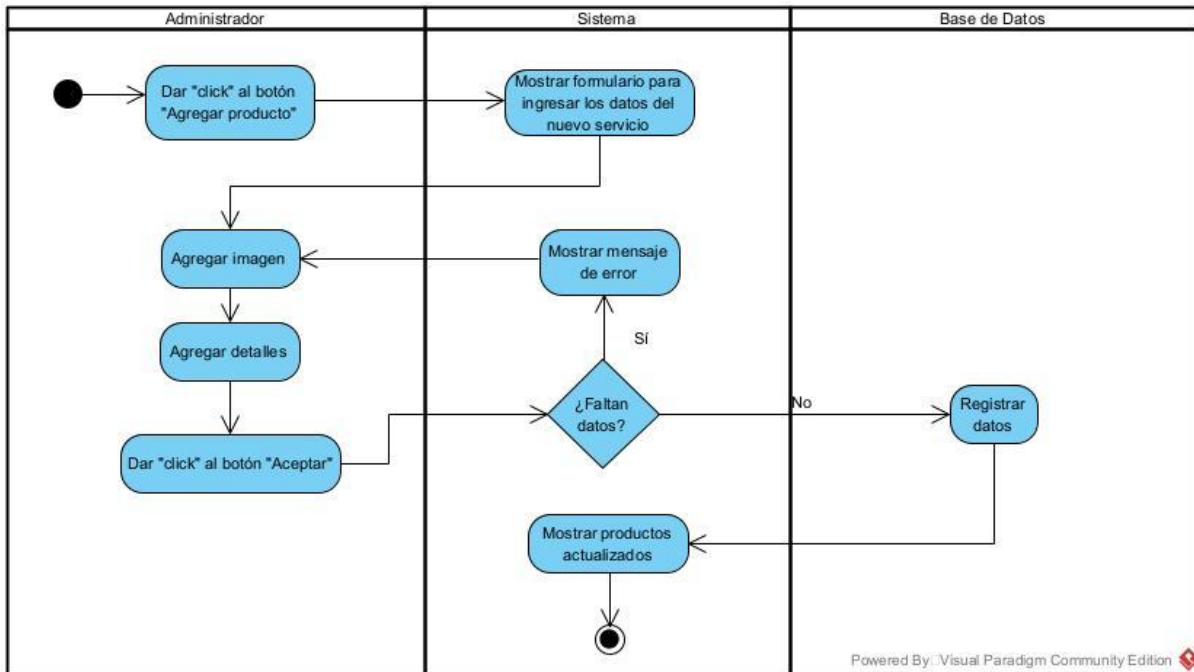 Administrador
Sistema
Base de Datos
Dar "click" al botón
"Agregar producto"
Mostrar formulario para
ingresar los datos del
nuevo servicio
Agregar imagen
Mostrar mensaje
de error
Sí
Agregar detalles
¿Faltan
datos?
No
Registrar
datos
Dar "click" al botón "Aceptar"
Mostrar productos
actualizados
Powered By Visual Paradigm Community Edition